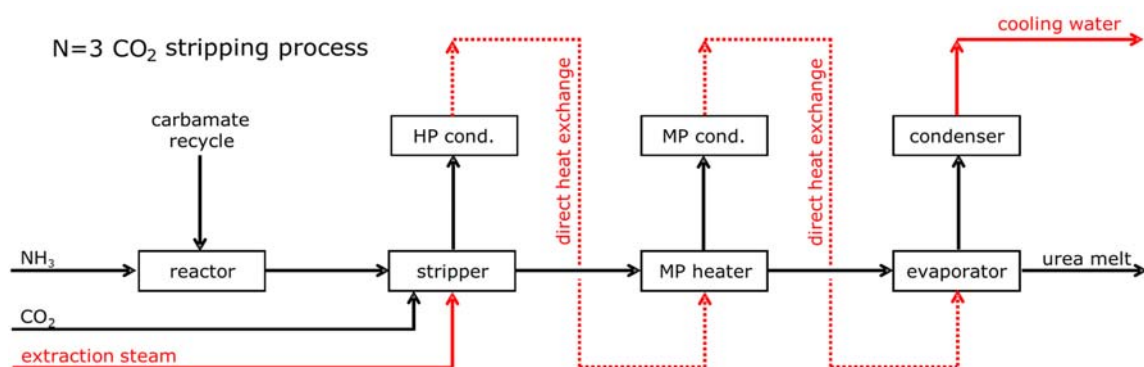 N=3 CO₂ stripping process
cooling water
carbamate
recycle
HP cond.
direct heat exchange
MP cond.
direct heat exchange
condenser
NH₃
reactor
stripper
MP heater
evaporator
urea melt
CO₂
extraction steam